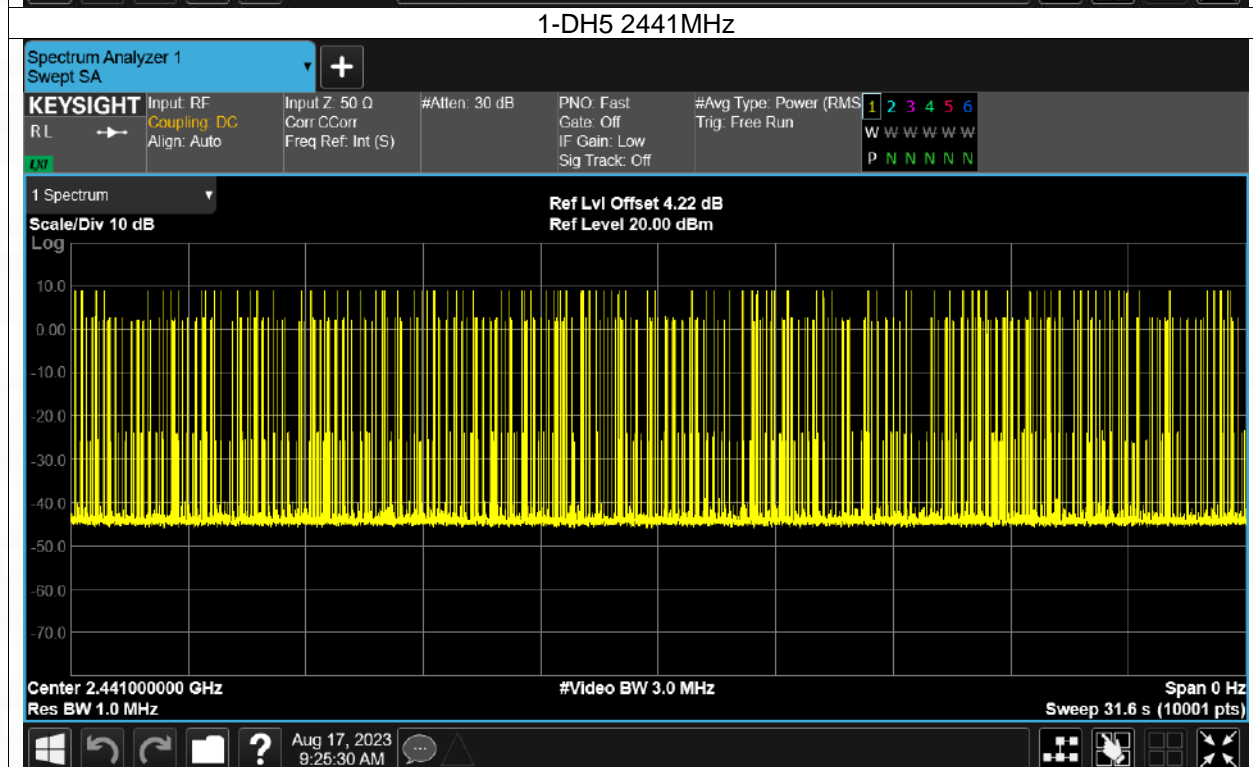 1-DH5 2441MHz
Spectrum Analyzer 1
Swept SA
+
KEYSIGHT
RL
LXI
Input: RF
Coupling: DC
Align: Auto
Input Z: 50 Ω
Corr CCorr
Freq Ref: Int (S)
#Atten: 30 dB
PNO: Fast
Gate: Off
IF Gain: Low
Sig Track: Off
#Avg Type: Power (RMS
Trig: Free Run
1 2 3 4 5 6
W W W W W W
P N N N N N
1 Spectrum
Scale/Div 10 dB
Ref Lvl Offset 4.22 dB
Ref Level 20.00 dBm
Log
10.0
0.00
-10.0
-20.0
-30.0
-40.0
-50.0
-60.0
-70.0
Center 2.441000000 GHz
Res BW 1.0 MHz
#Video BW 3.0 MHz
Span 0 Hz
Sweep 31.6 s (10001 pts)
?
Aug 17, 2023
9:25:30 AM